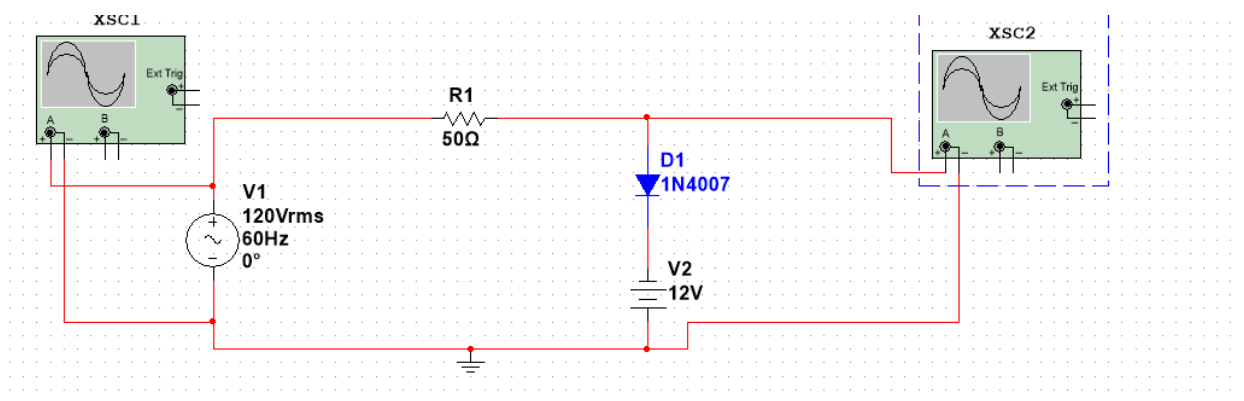 XSC1
Ext Trig
+
−
A
B
+ − + −
R1
50Ω
V1
120Vrms
60Hz
0°
+
−
D1
1N4007
V2
12V
XSC2
Ext Trig
+
−
A
B
+ − + −